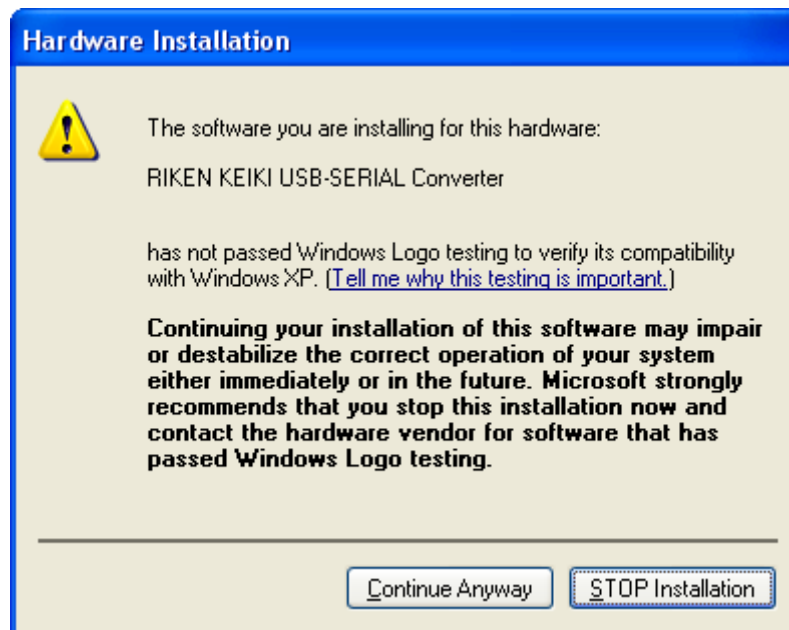 Hardware Installation
The software you are installing for this hardware:
RIKEN KEIKI USB-SERIAL Converter
has not passed Windows Logo testing to verify its compatibility
with Windows XP. (Tell me why this testing is important.)
Continuing your installation of this software may impair
or destabilize the correct operation of your system
either immediately or in the future. Microsoft strongly
recommends that you stop this installation now and
contact the hardware vendor for software that has
passed Windows Logo testing.
Continue Anyway STOP Installation